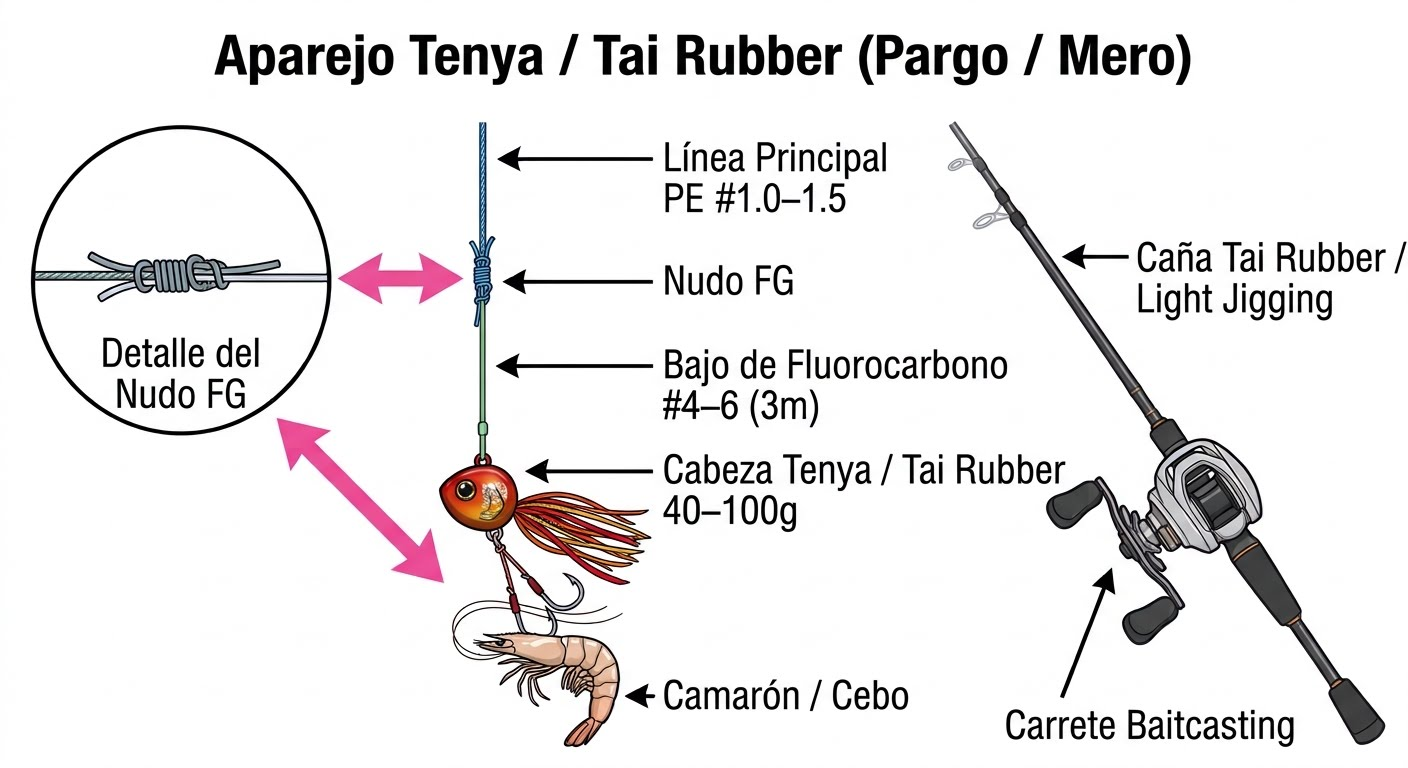 Aparejo Tenya / Tai Rubber (Pargo / Mero)
Línea Principal
PE #1.0–1.5
Nudo FG
Bajo de Fluorocarbono
#4–6 (3m)
Cabeza Tenya / Tai Rubber
40–100g
Camarón / Cebo
Detalle del
Nudo FG
Caña Tai Rubber /
Light Jigging
Carrete Baitcasting